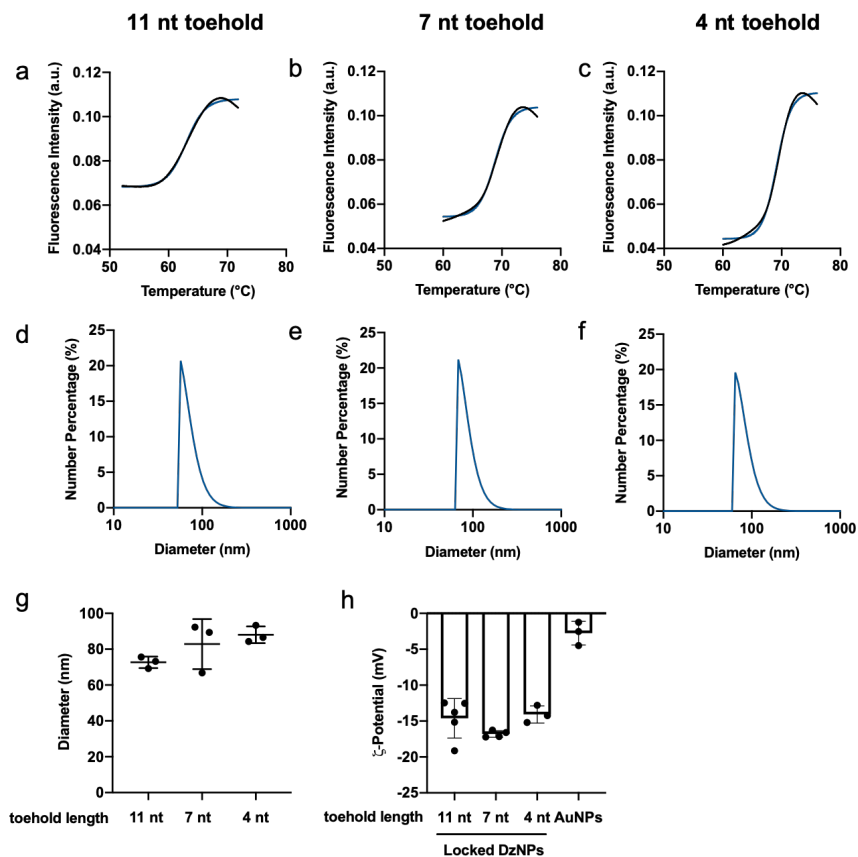 11 nt toehold
7 nt toehold
4 nt toehold
a
Fluorescence Intensity (a.u.)
0.12
0.10
0.08
0.06
0.04
50 60 70 80
Temperature (°C)
b
Fluorescence Intensity (a.u.)
0.12
0.10
0.08
0.06
0.04
50 60 70 80
Temperature (°C)
c
Fluorescence Intensity (a.u.)
0.12
0.10
0.08
0.06
0.04
50 60 70 80
Temperature (°C)
d
Number Percentage (%)
25
20
15
10
5
0
10 100 1000
Diameter (nm)
e
Number Percentage (%)
25
20
15
10
5
0
10 100 1000
Diameter (nm)
f
Number Percentage (%)
25
20
15
10
5
0
10 100 1000
Diameter (nm)
g
Diameter (nm)
100
80
60
40
20
0
toehold length 11 nt 7 nt 4 nt
h
ζ-Potential (mV)
0
-5
-10
-15
-20
-25
toehold length 11 nt 7 nt 4 nt AuNPs
Locked DzNPs